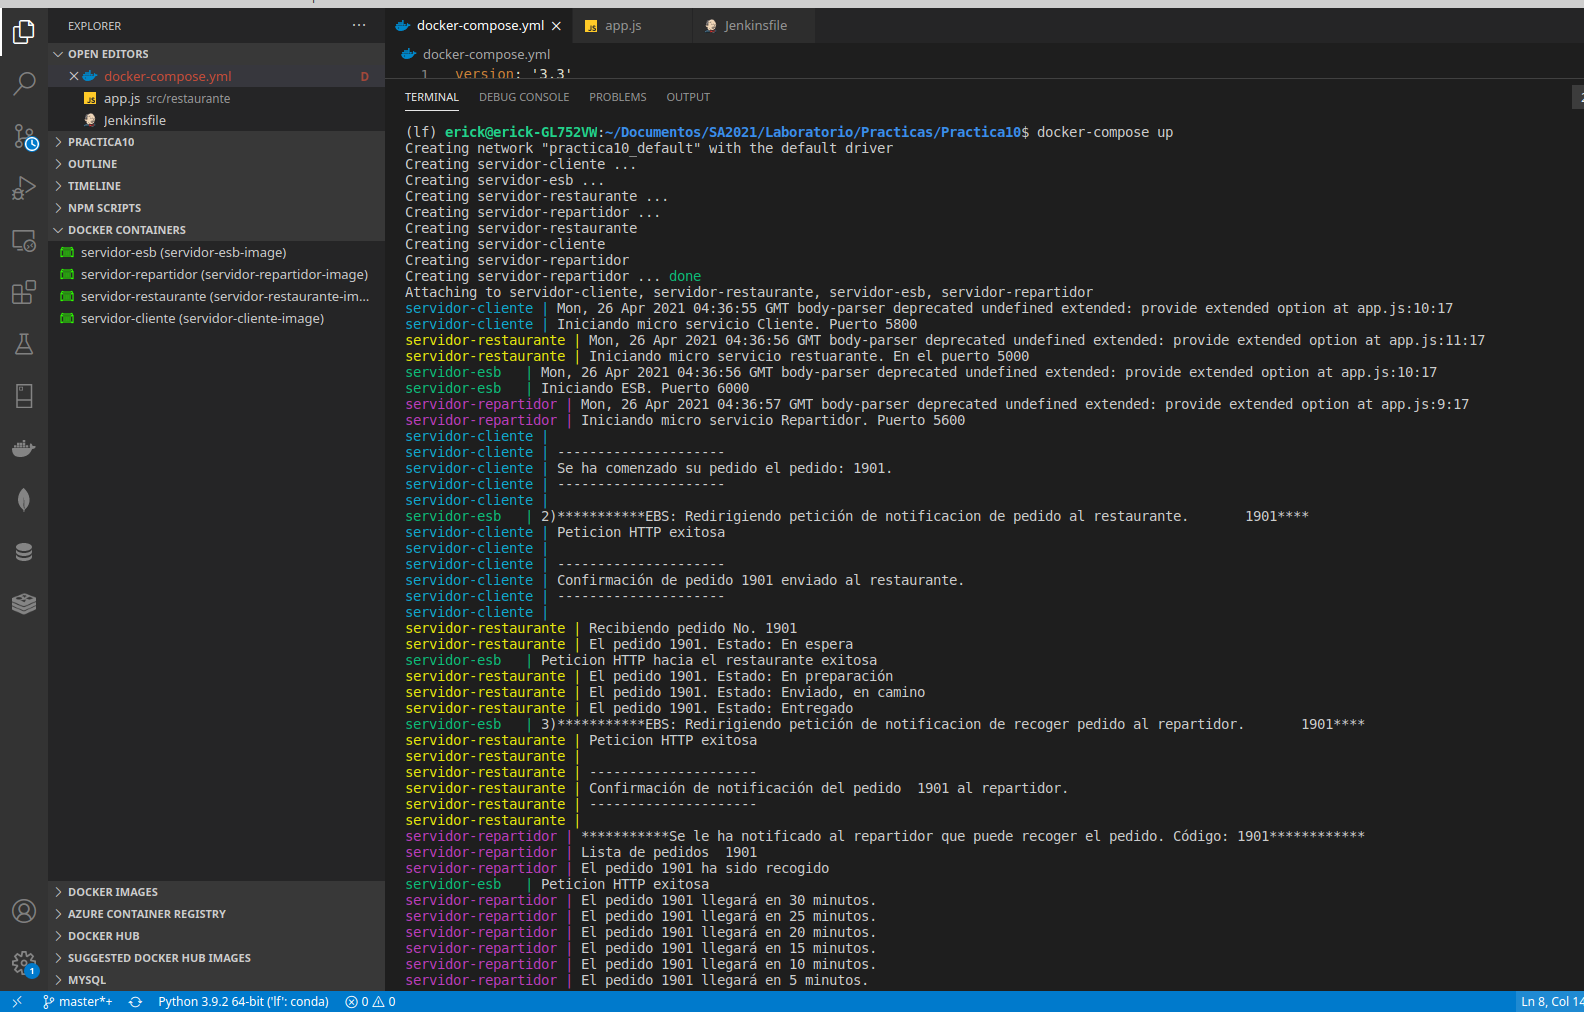 EXPLORER
OPEN EDITORS
docker-compose.yml D
app.js src/restaurante
Jenkinsfile
PRACTICA10
OUTLINE
TIMELINE
NPM SCRIPTS
DOCKER CONTAINERS
servidor-esb (servidor-esb-image)
servidor-repartidor (servidor-repartidor-image)
servidor-restaurante (servidor-restaurante-im...
servidor-cliente (servidor-cliente-image)
DOCKER IMAGES
AZURE CONTAINER REGISTRY
DOCKER HUB
SUGGESTED DOCKER HUB IMAGES
MYSQL
1
docker-compose.yml
app.js
Jenkinsfile
docker-compose.yml
1 version: '3.3'
TERMINAL DEBUG CONSOLE PROBLEMS OUTPUT
(lf) erick@erick-GL752VW:~/Documentos/SA2021/Laboratorio/Practicas/Practica10$ docker-compose up
Creating network "practica10_default" with the default driver
Creating servidor-cliente ...
Creating servidor-esb ...
Creating servidor-restaurante ...
Creating servidor-repartidor ...
Creating servidor-restaurante
Creating servidor-cliente
Creating servidor-repartidor
Creating servidor-repartidor ... done
Attaching to servidor-cliente, servidor-restaurante, servidor-esb, servidor-repartidor
servidor-cliente | Mon, 26 Apr 2021 04:36:55 GMT body-parser deprecated undefined extended: provide extended option at app.js:10:17
servidor-cliente | Iniciando micro servicio Cliente. Puerto 5800
servidor-restaurante | Mon, 26 Apr 2021 04:36:56 GMT body-parser deprecated undefined extended: provide extended option at app.js:11:17
servidor-restaurante | Iniciando micro servicio restuarante. En el puerto 5000
servidor-esb | Mon, 26 Apr 2021 04:36:56 GMT body-parser deprecated undefined extended: provide extended option at app.js:10:17
servidor-esb | Iniciando ESB. Puerto 6000
servidor-repartidor | Mon, 26 Apr 2021 04:36:57 GMT body-parser deprecated undefined extended: provide extended option at app.js:9:17
servidor-repartidor | Iniciando micro servicio Repartidor. Puerto 5600
servidor-cliente |
servidor-cliente | ---------------------
servidor-cliente | Se ha comenzado su pedido el pedido: 1901.
servidor-cliente | ---------------------
servidor-cliente |
servidor-esb | 2)***********EBS: Redirigiendo petición de notificacion de pedido al restaurante. 1901****
servidor-cliente | Peticion HTTP exitosa
servidor-cliente |
servidor-cliente | ---------------------
servidor-cliente | Confirmación de pedido 1901 enviado al restaurante.
servidor-cliente | ---------------------
servidor-cliente |
servidor-restaurante | Recibiendo pedido No. 1901
servidor-restaurante | El pedido 1901. Estado: En espera
servidor-esb | Peticion HTTP hacia el restaurante exitosa
servidor-restaurante | El pedido 1901. Estado: En preparación
servidor-restaurante | El pedido 1901. Estado: Enviado, en camino
servidor-restaurante | El pedido 1901. Estado: Entregado
servidor-esb | 3)***********EBS: Redirigiendo petición de notificacion de recoger pedido al repartidor. 1901****
servidor-restaurante | Peticion HTTP exitosa
servidor-restaurante |
servidor-restaurante | ---------------------
servidor-restaurante | Confirmación de notificación del pedido 1901 al repartidor.
servidor-restaurante | ---------------------
servidor-restaurante |
servidor-repartidor | ***********Se le ha notificado al repartidor que puede recoger el pedido. Código: 1901************
servidor-repartidor | Lista de pedidos 1901
servidor-repartidor | El pedido 1901 ha sido recogido
servidor-esb | Peticion HTTP exitosa
servidor-repartidor | El pedido 1901 llegará en 30 minutos.
servidor-repartidor | El pedido 1901 llegará en 25 minutos.
servidor-repartidor | El pedido 1901 llegará en 20 minutos.
servidor-repartidor | El pedido 1901 llegará en 15 minutos.
servidor-repartidor | El pedido 1901 llegará en 10 minutos.
servidor-repartidor | El pedido 1901 llegará en 5 minutos.
master*+ Python 3.9.2 64-bit ('lf': conda) 0 0 Ln 8, Col 14